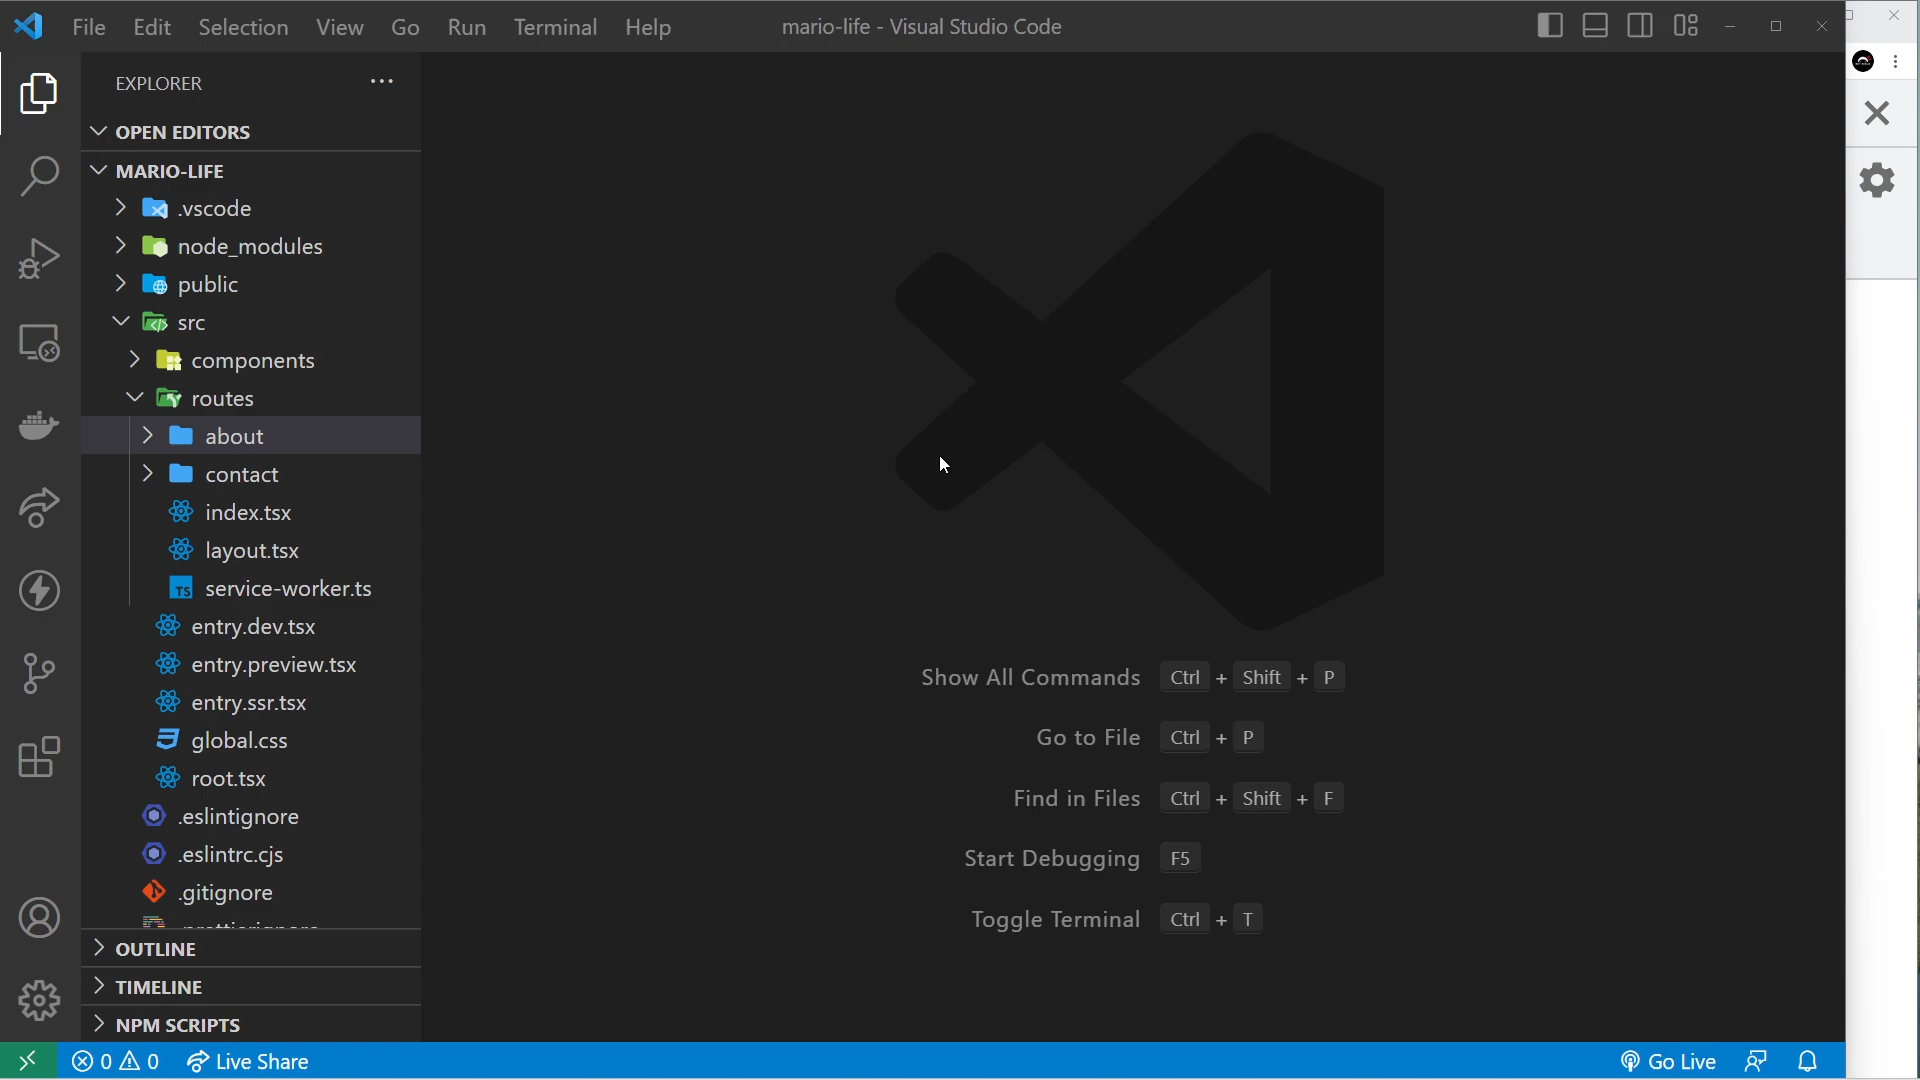 File Edit Selection View Go Run Terminal Help mario-life - Visual Studio Code
EXPLORER
OPEN EDITORS
MARIO-LIFE
.vscode
node_modules
public
src
components
routes
about
contact
index.tsx
layout.tsx
service-worker.ts
entry.dev.tsx
entry.preview.tsx
entry.ssr.tsx
global.css
root.tsx
.eslintignore
.eslintrc.cjs
.gitignore
OUTLINE
TIMELINE
NPM SCRIPTS
Show All Commands Ctrl + Shift + P
Go to File Ctrl + P
Find in Files Ctrl + Shift + F
Start Debugging F5
Toggle Terminal Ctrl + T
0 0 Live Share Go Live